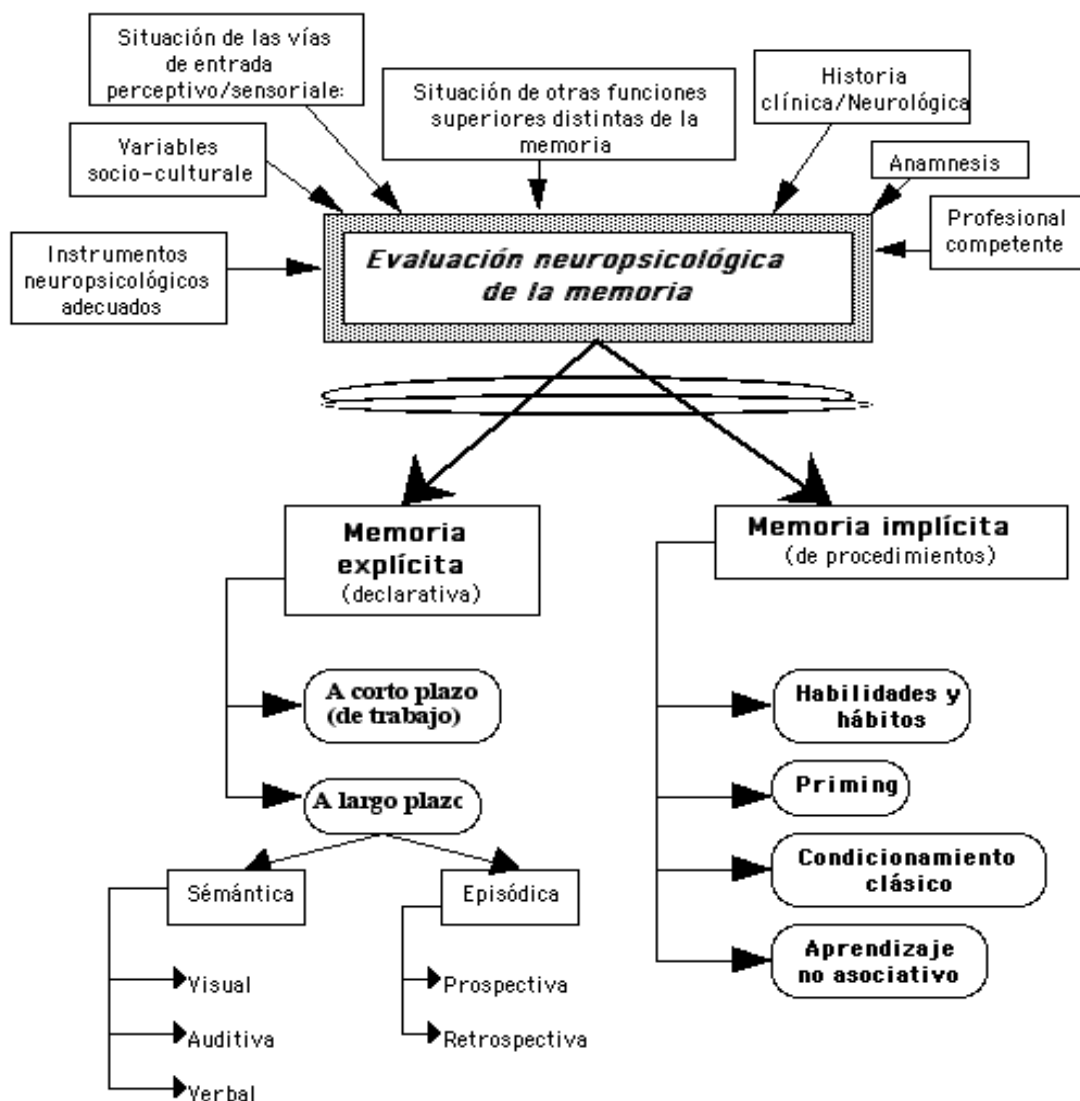 Situación de las vías
de entrada
perceptivo/sensoriale:
Situación de otras funciones
superiores distintas de la
memoria
Historia
clínica/Neurológica
Variables
socio-culturale
Anamnesis
Instrumentos
neuropsicológicos
adecuados
Profesional
competente
Evaluación neuropsicológica
de la memoria
Memoria
explícita
(declarativa)
Memoria implícita
(de procedimientos)
A corto plazo
(de trabajo)
A largo plazo
Sémántica
Visual
Auditiva
Verbal
Episódica
Prospectiva
Retrospectiva
Habilidades y
hábitos
Priming
Condicionamiento
clásico
Aprendizaje
no asociativo